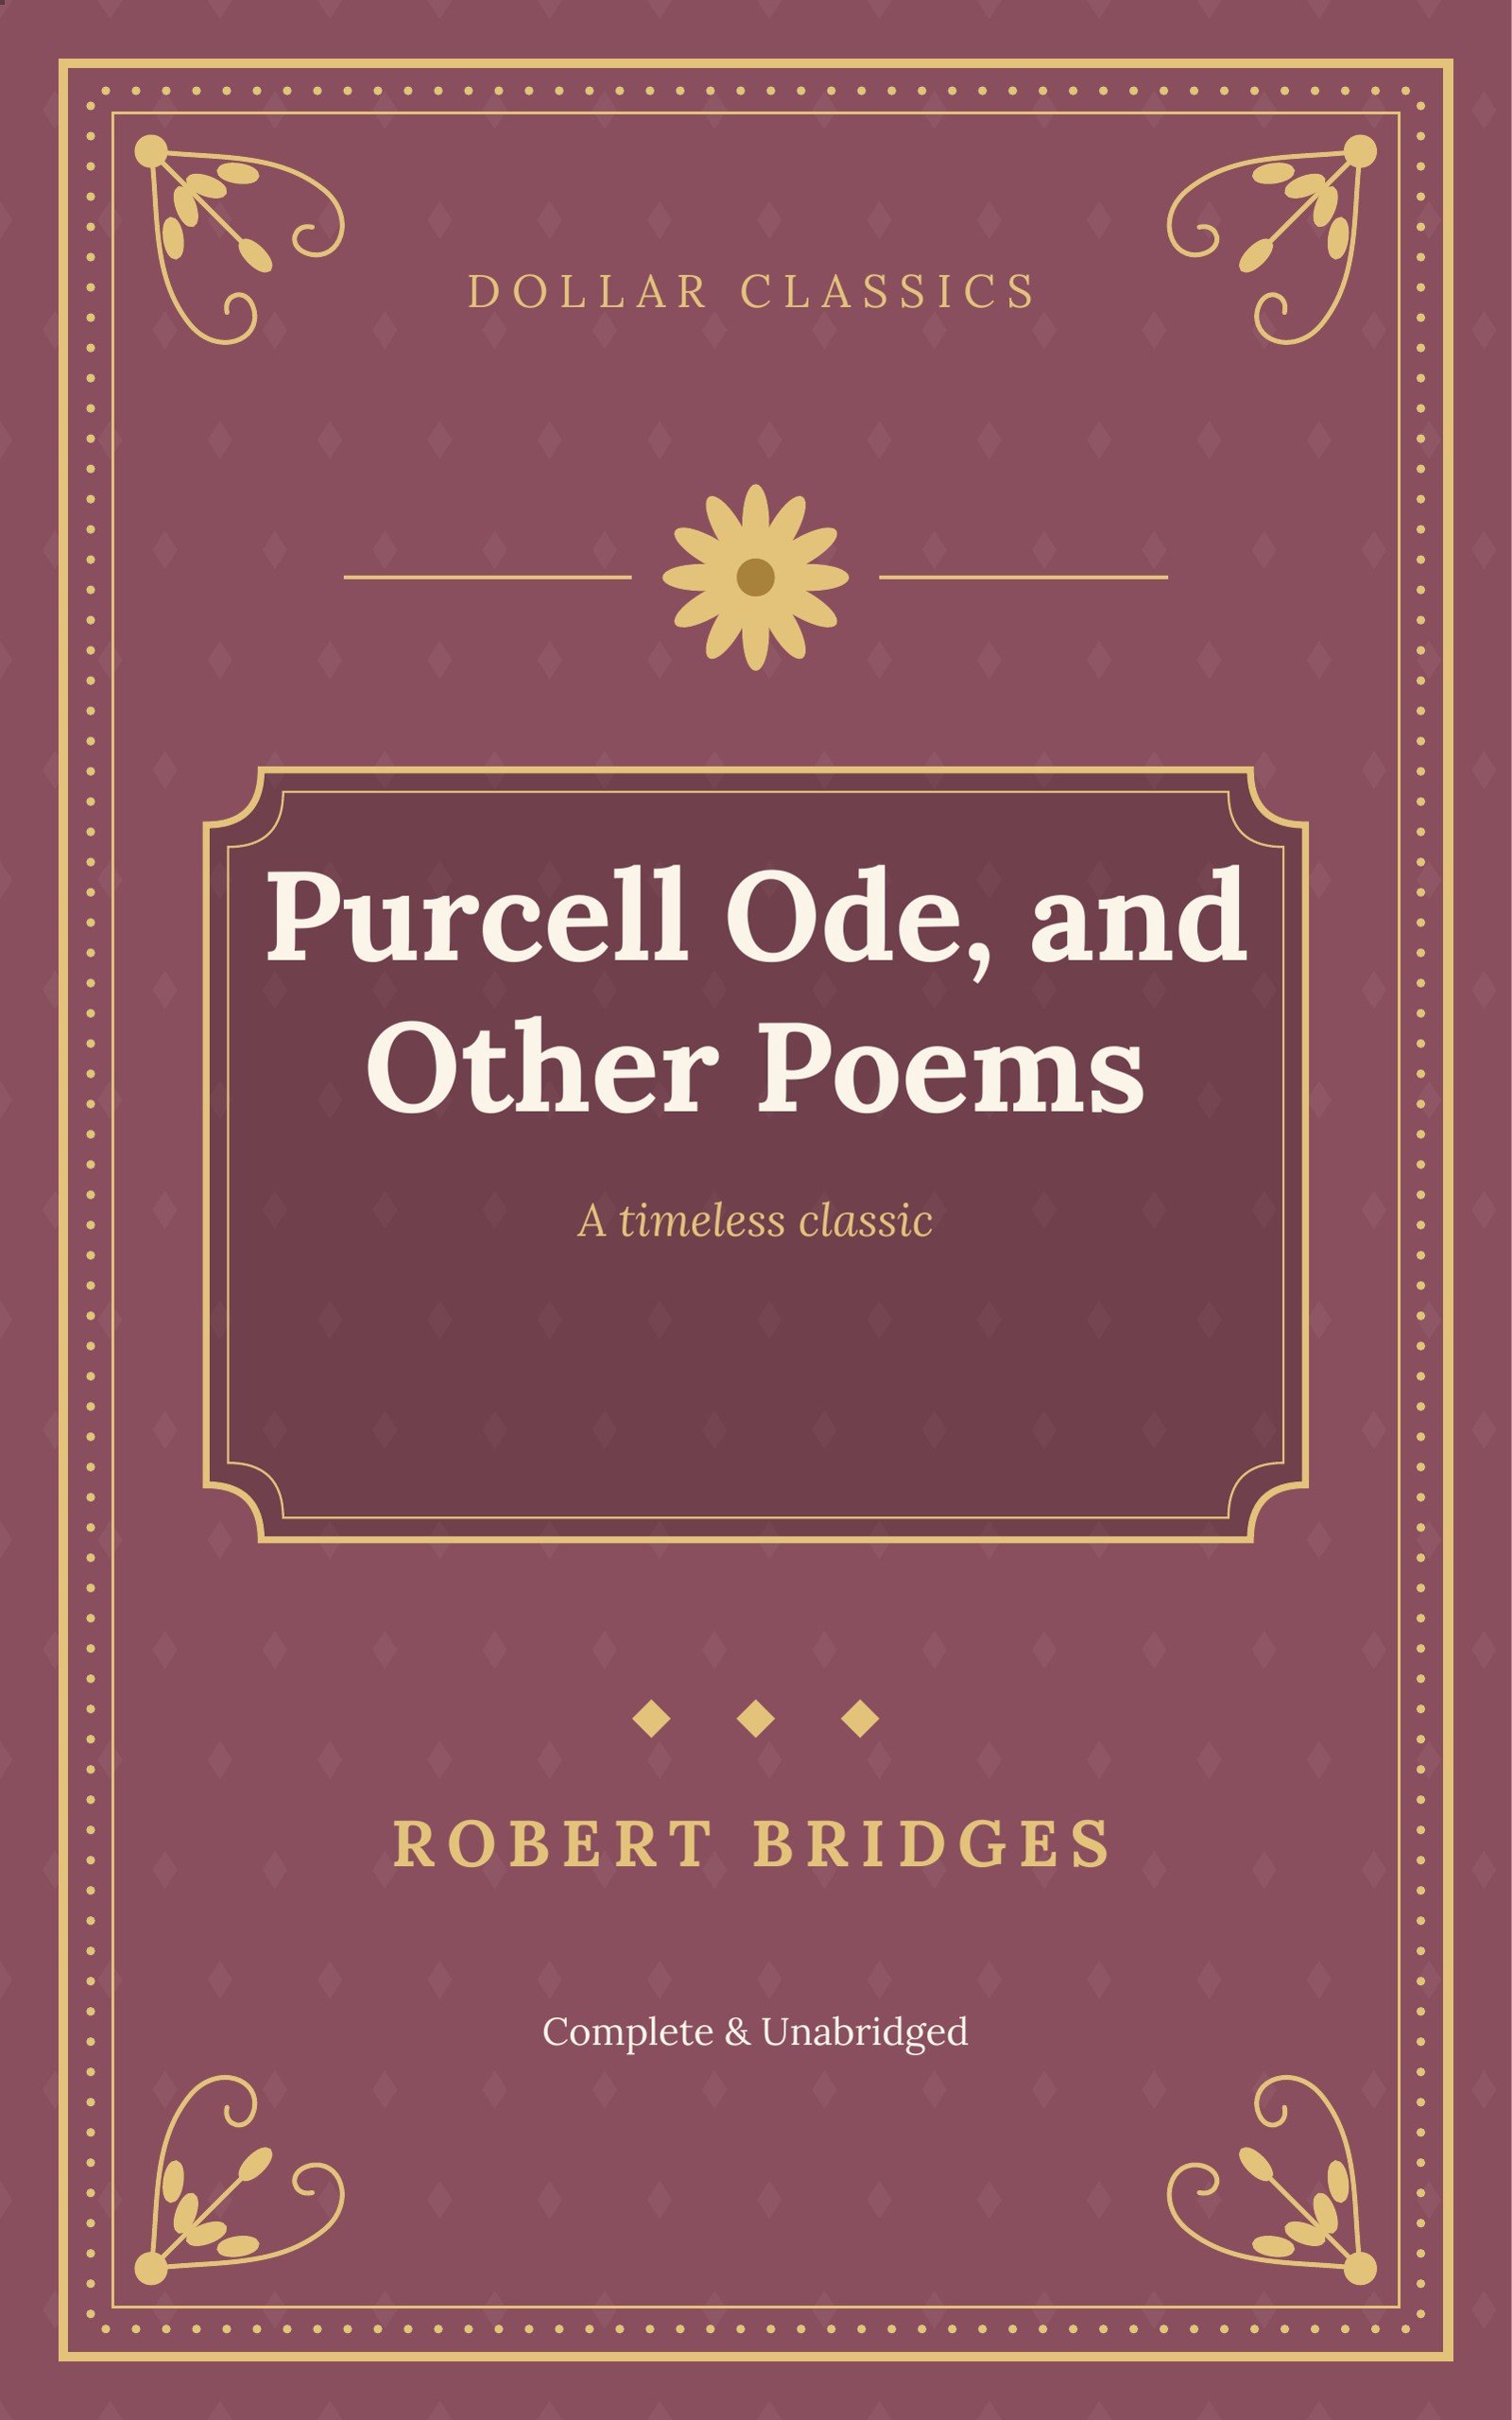 DOLLAR CLASSICS
Purcell Ode, and
Other Poems
A timeless classic
ROBERT BRIDGES
Complete & Unabridged